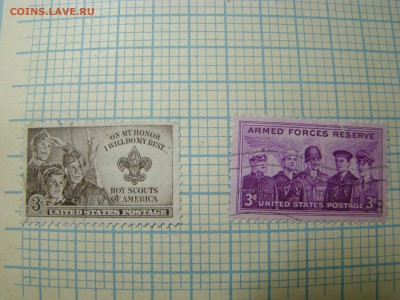 COINS.LAVE.RU
"ON MY HONOR
I WILL DO MY BEST..."
BOY SCOUTS
OF AMERICA
3¢
UNITED STATES POSTAGE
ARMED FORCES RESERVE
3¢ 3¢
UNITED STATES POSTAGE